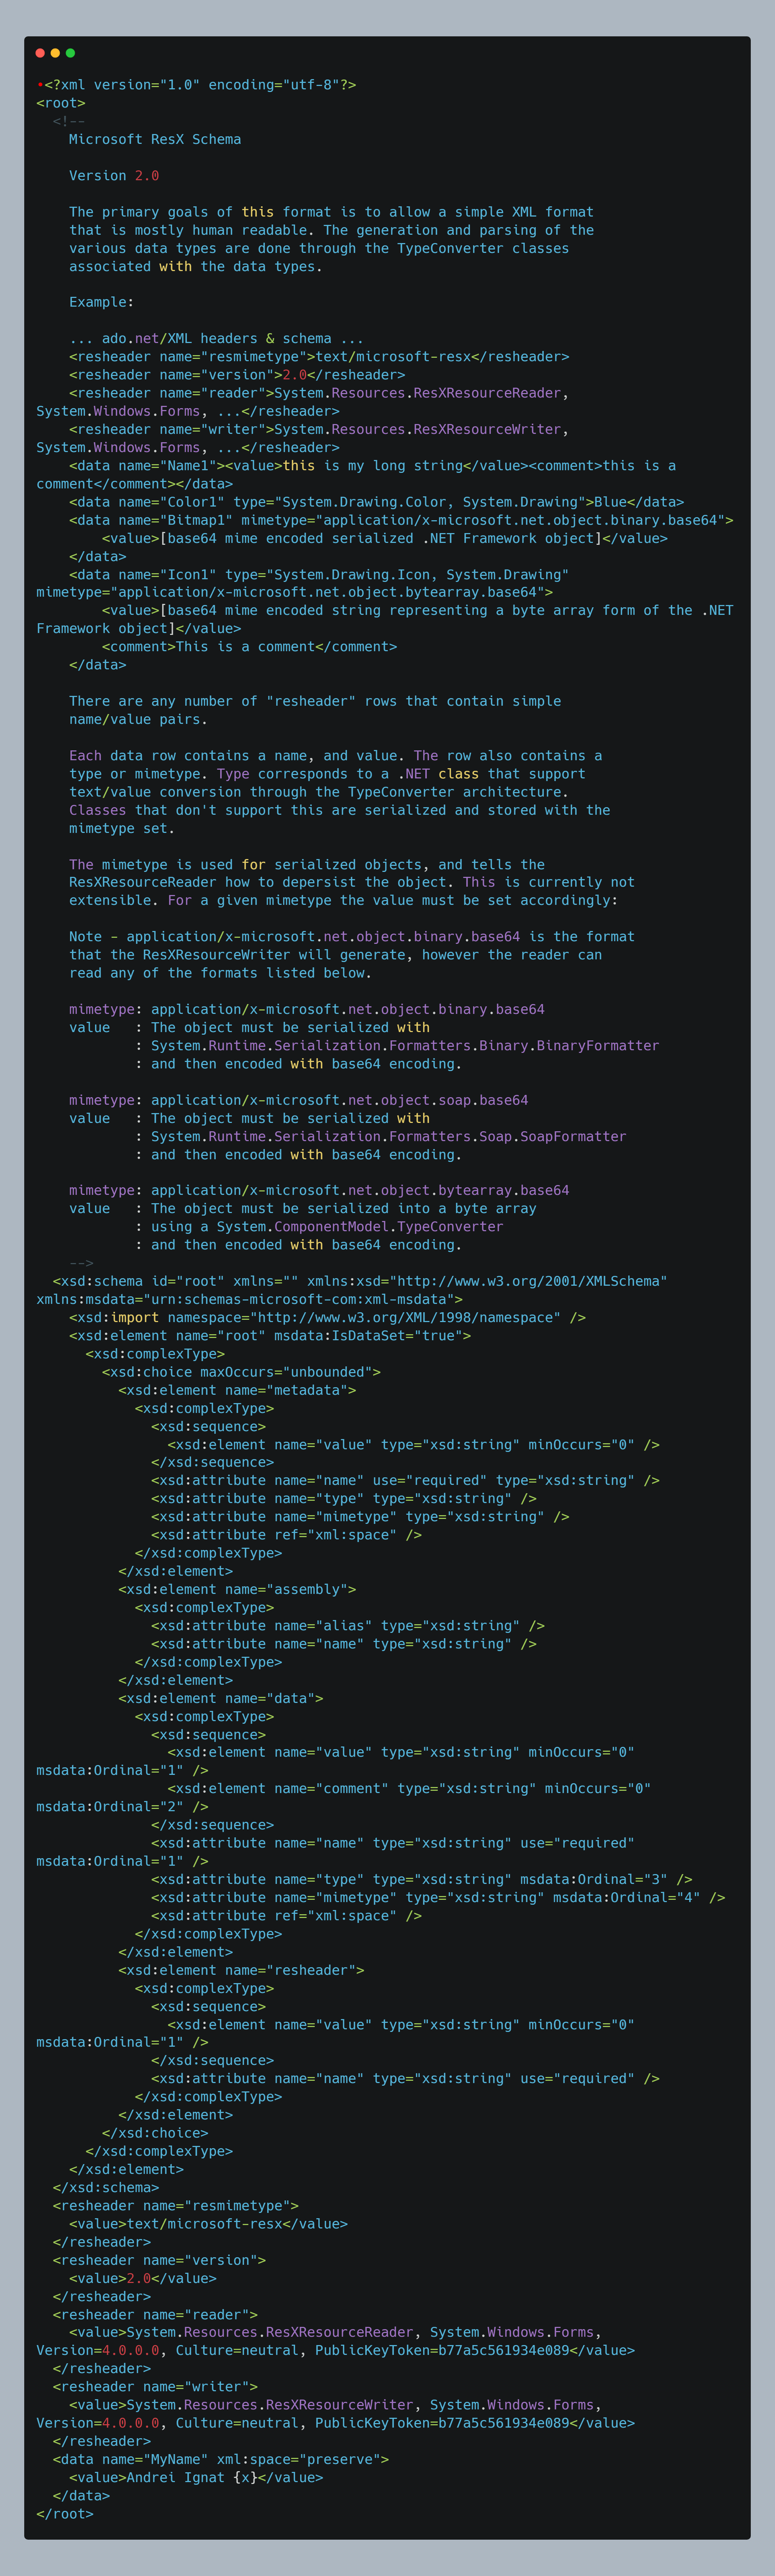 •<?xml version="1.0" encoding="utf-8"?>
<root>
  <!--
    Microsoft ResX Schema

    Version 2.0

    The primary goals of this format is to allow a simple XML format
    that is mostly human readable. The generation and parsing of the
    various data types are done through the TypeConverter classes
    associated with the data types.

    Example:

    ... ado.net/XML headers & schema ...
    <resheader name="resmimetype">text/microsoft-resx</resheader>
    <resheader name="version">2.0</resheader>
    <resheader name="reader">System.Resources.ResXResourceReader,
System.Windows.Forms, ...</resheader>
    <resheader name="writer">System.Resources.ResXResourceWriter,
System.Windows.Forms, ...</resheader>
    <data name="Name1"><value>this is my long string</value><comment>this is a
comment</comment></data>
    <data name="Color1" type="System.Drawing.Color, System.Drawing">Blue</data>
    <data name="Bitmap1" mimetype="application/x-microsoft.net.object.binary.base64">
        <value>[base64 mime encoded serialized .NET Framework object]</value>
    </data>
    <data name="Icon1" type="System.Drawing.Icon, System.Drawing"
mimetype="application/x-microsoft.net.object.bytearray.base64">
        <value>[base64 mime encoded string representing a byte array form of the .NET
Framework object]</value>
        <comment>This is a comment</comment>
    </data>

    There are any number of "resheader" rows that contain simple
    name/value pairs.

    Each data row contains a name, and value. The row also contains a
    type or mimetype. Type corresponds to a .NET class that support
    text/value conversion through the TypeConverter architecture.
    Classes that don't support this are serialized and stored with the
    mimetype set.

    The mimetype is used for serialized objects, and tells the
    ResXResourceReader how to depersist the object. This is currently not
    extensible. For a given mimetype the value must be set accordingly:

    Note - application/x-microsoft.net.object.binary.base64 is the format
    that the ResXResourceWriter will generate, however the reader can
    read any of the formats listed below.

    mimetype: application/x-microsoft.net.object.binary.base64
    value   : The object must be serialized with
            : System.Runtime.Serialization.Formatters.Binary.BinaryFormatter
            : and then encoded with base64 encoding.

    mimetype: application/x-microsoft.net.object.soap.base64
    value   : The object must be serialized with
            : System.Runtime.Serialization.Formatters.Soap.SoapFormatter
            : and then encoded with base64 encoding.

    mimetype: application/x-microsoft.net.object.bytearray.base64
    value   : The object must be serialized into a byte array
            : using a System.ComponentModel.TypeConverter
            : and then encoded with base64 encoding.
    -->
  <xsd:schema id="root" xmlns="" xmlns:xsd="http://www.w3.org/2001/XMLSchema"
xmlns:msdata="urn:schemas-microsoft-com:xml-msdata">
    <xsd:import namespace="http://www.w3.org/XML/1998/namespace" />
    <xsd:element name="root" msdata:IsDataSet="true">
      <xsd:complexType>
        <xsd:choice maxOccurs="unbounded">
          <xsd:element name="metadata">
            <xsd:complexType>
              <xsd:sequence>
                <xsd:element name="value" type="xsd:string" minOccurs="0" />
              </xsd:sequence>
              <xsd:attribute name="name" use="required" type="xsd:string" />
              <xsd:attribute name="type" type="xsd:string" />
              <xsd:attribute name="mimetype" type="xsd:string" />
              <xsd:attribute ref="xml:space" />
            </xsd:complexType>
          </xsd:element>
          <xsd:element name="assembly">
            <xsd:complexType>
              <xsd:attribute name="alias" type="xsd:string" />
              <xsd:attribute name="name" type="xsd:string" />
            </xsd:complexType>
          </xsd:element>
          <xsd:element name="data">
            <xsd:complexType>
              <xsd:sequence>
                <xsd:element name="value" type="xsd:string" minOccurs="0"
msdata:Ordinal="1" />
                <xsd:element name="comment" type="xsd:string" minOccurs="0"
msdata:Ordinal="2" />
              </xsd:sequence>
              <xsd:attribute name="name" type="xsd:string" use="required"
msdata:Ordinal="1" />
              <xsd:attribute name="type" type="xsd:string" msdata:Ordinal="3" />
              <xsd:attribute name="mimetype" type="xsd:string" msdata:Ordinal="4" />
              <xsd:attribute ref="xml:space" />
            </xsd:complexType>
          </xsd:element>
          <xsd:element name="resheader">
            <xsd:complexType>
              <xsd:sequence>
                <xsd:element name="value" type="xsd:string" minOccurs="0"
msdata:Ordinal="1" />
              </xsd:sequence>
              <xsd:attribute name="name" type="xsd:string" use="required" />
            </xsd:complexType>
          </xsd:element>
        </xsd:choice>
      </xsd:complexType>
    </xsd:element>
  </xsd:schema>
  <resheader name="resmimetype">
    <value>text/microsoft-resx</value>
  </resheader>
  <resheader name="version">
    <value>2.0</value>
  </resheader>
  <resheader name="reader">
    <value>System.Resources.ResXResourceReader, System.Windows.Forms,
Version=4.0.0.0, Culture=neutral, PublicKeyToken=b77a5c561934e089</value>
  </resheader>
  <resheader name="writer">
    <value>System.Resources.ResXResourceWriter, System.Windows.Forms,
Version=4.0.0.0, Culture=neutral, PublicKeyToken=b77a5c561934e089</value>
  </resheader>
  <data name="MyName" xml:space="preserve">
    <value>Andrei Ignat {x}</value>
  </data>
</root>